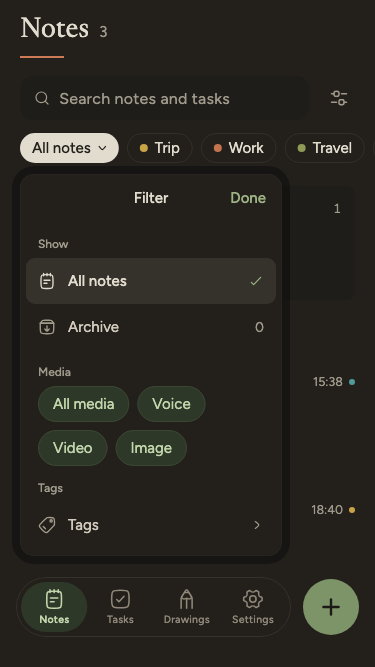 Notes 3
Search notes and tasks
All notes Trip Work Travel
Filter Done
1
Show
All notes
Archive 0
Media
All media Voice
15:38
Video Image
Tags
18:40
Tags
Notes Tasks Drawings Settings